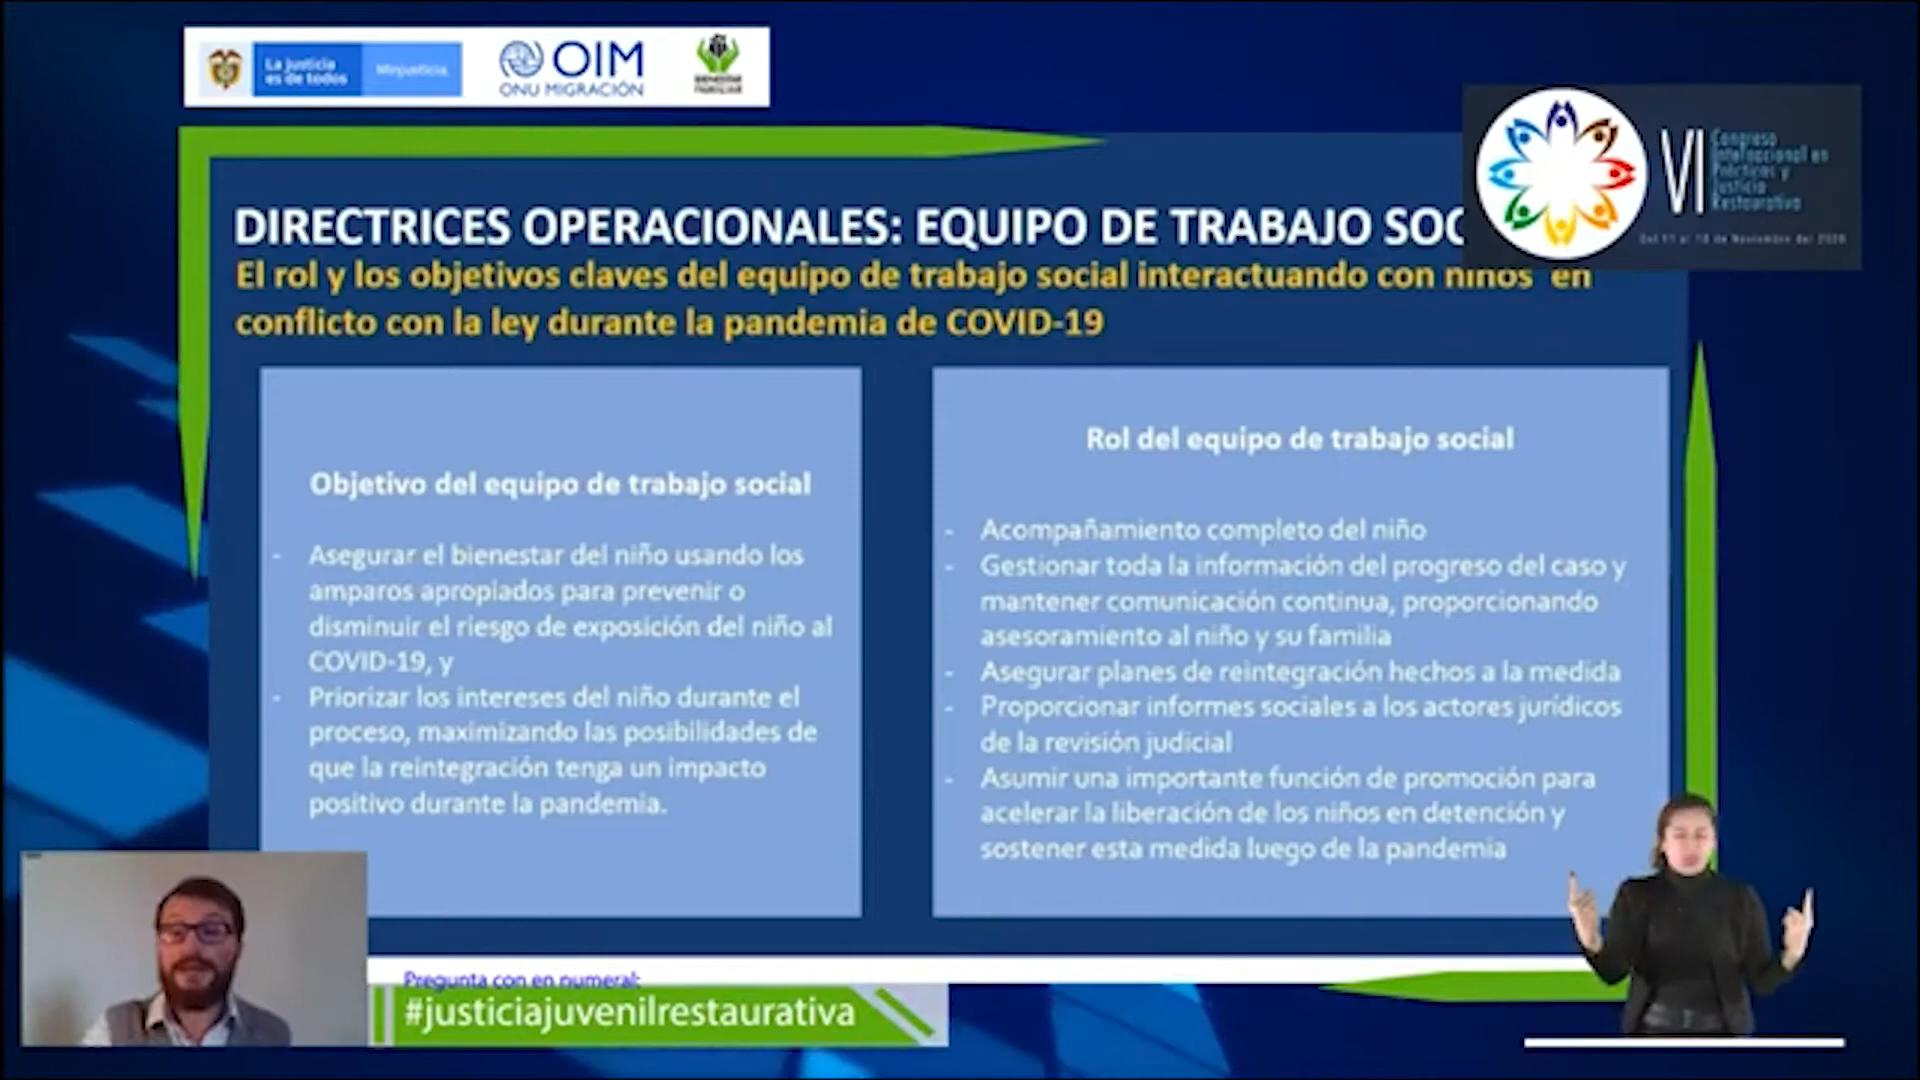 La justicia
es de todos
Minjusticia
OIM
ONU MIGRACIÓN
BIENESTAR
FAMILIAR
VI
Congreso
Internacional en
Prácticas y
Justicia
Restaurativa
de Noviembre del 2020
DIRECTRICES OPERACIONALES: EQUIPO DE TRABAJO SOC
El rol y los objetivos claves del equipo de trabajo social interactuando con niños en
conflicto con la ley durante la pandemia de COVID-19
Objetivo del equipo de trabajo social
- Asegurar el bienestar del niño usando los
amparos apropiados para prevenir o
disminuir el riesgo de exposición del niño al
COVID-19, y
- Priorizar los intereses del niño durante el
proceso, maximizando las posibilidades de
que la reintegración tenga un impacto
positivo durante la pandemia.
Rol del equipo de trabajo social
- Acompañamiento completo del niño
- Gestionar toda la información del progreso del caso y
mantener comunicación continua, proporcionando
asesoramiento al niño y su familia
- Asegurar planes de reintegración hechos a la medida
- Proporcionar informes sociales a los actores jurídicos
de la revisión judicial
- Asumir una importante función de promoción para
acelerar la liberación de los niños en detención y
sostener esta medida luego de la pandemia
Pregunta con en numeral:
#justiciajuvenilrestaurativa